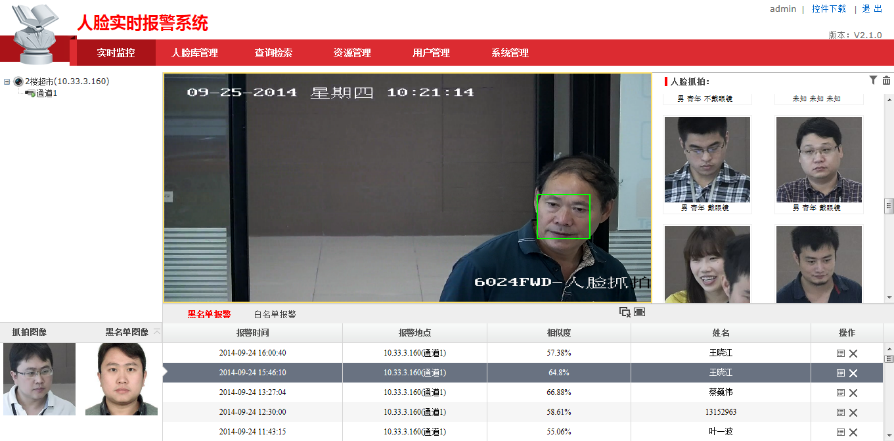 admin | 控件下载 | 退 出
人脸实时报警系统
版本: V2.1.0
实时监控 人脸库管理 查询检索 资源管理 用户管理 系统管理
2楼超市(10.33.3.160)
通道1
09-25-2014 星期四 10:21:14
6024FWD-人脸抓拍
人脸抓拍:
男 青年 不戴眼镜 未知 未知 未知
男 青年 戴眼镜 男 青年 戴眼镜
黑名单报警 白名单报警
抓拍图像 黑名单图像
报警时间 报警地点 相似度 姓名 操作
2014-09-24 16:00:40 10.33.3.160(通道1) 57.38% 王晓江
2014-09-24 15:46:10 10.33.3.160(通道1) 64.8% 王晓江
2014-09-24 13:27:04 10.33.3.160(通道1) 66.88% 蔡巍伟
2014-09-24 12:30:00 10.33.3.160(通道1) 58.61% 13152963
2014-09-24 11:43:15 10.33.3.160(通道1) 55.06% 叶一波